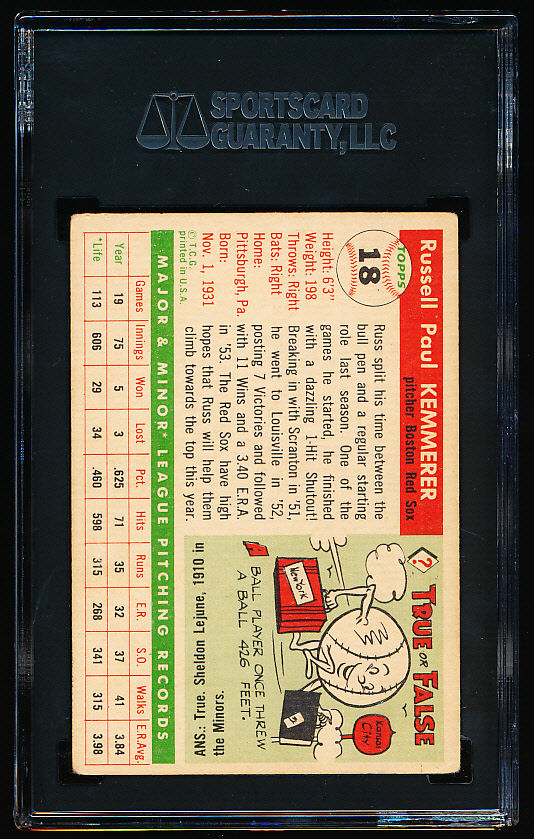 SPORTSCARD
GUARANTY, LLC
TOPPS
18
Russell Paul KEMMERER
pitcher Boston Red Sox
Height: 6'3"
Weight: 198
Throws: Right
Bats: Right
Home:
Pittsburgh, Pa.
Born:
Nov. 1, 1931
© T.C.G.
printed in U.S.A.
Russ split his time between the
bull pen and a regular starting
role last season. One of the
games he started, he finished
with a dazzling 1-Hit Shutout!
Breaking in with Scranton in '51,
he went to Louisville in '52,
posting 7 Victories and followed
with 11 Wins and a 3.40 E.R.A.
in '53. The Red Sox have high
hopes that Russ will help them
climb towards the top this year.
?
TRUE OR FALSE
New York
Kansas City
A BALL PLAYER ONCE THREW
A BALL 426 FEET.
ANS.: True. Sheldon Lejeune, 1910 in
the Minors.
MAJOR & MINOR* LEAGUE PITCHING RECORDS
Games Innings Won Lost Pct. Hits Runs E.R. S.O. Walks E.R.Avg.
Year 19 75 5 3 .625 71 35 32 37 41 3.84
*Life 113 606 29 34 .460 598 315 268 341 315 3.98